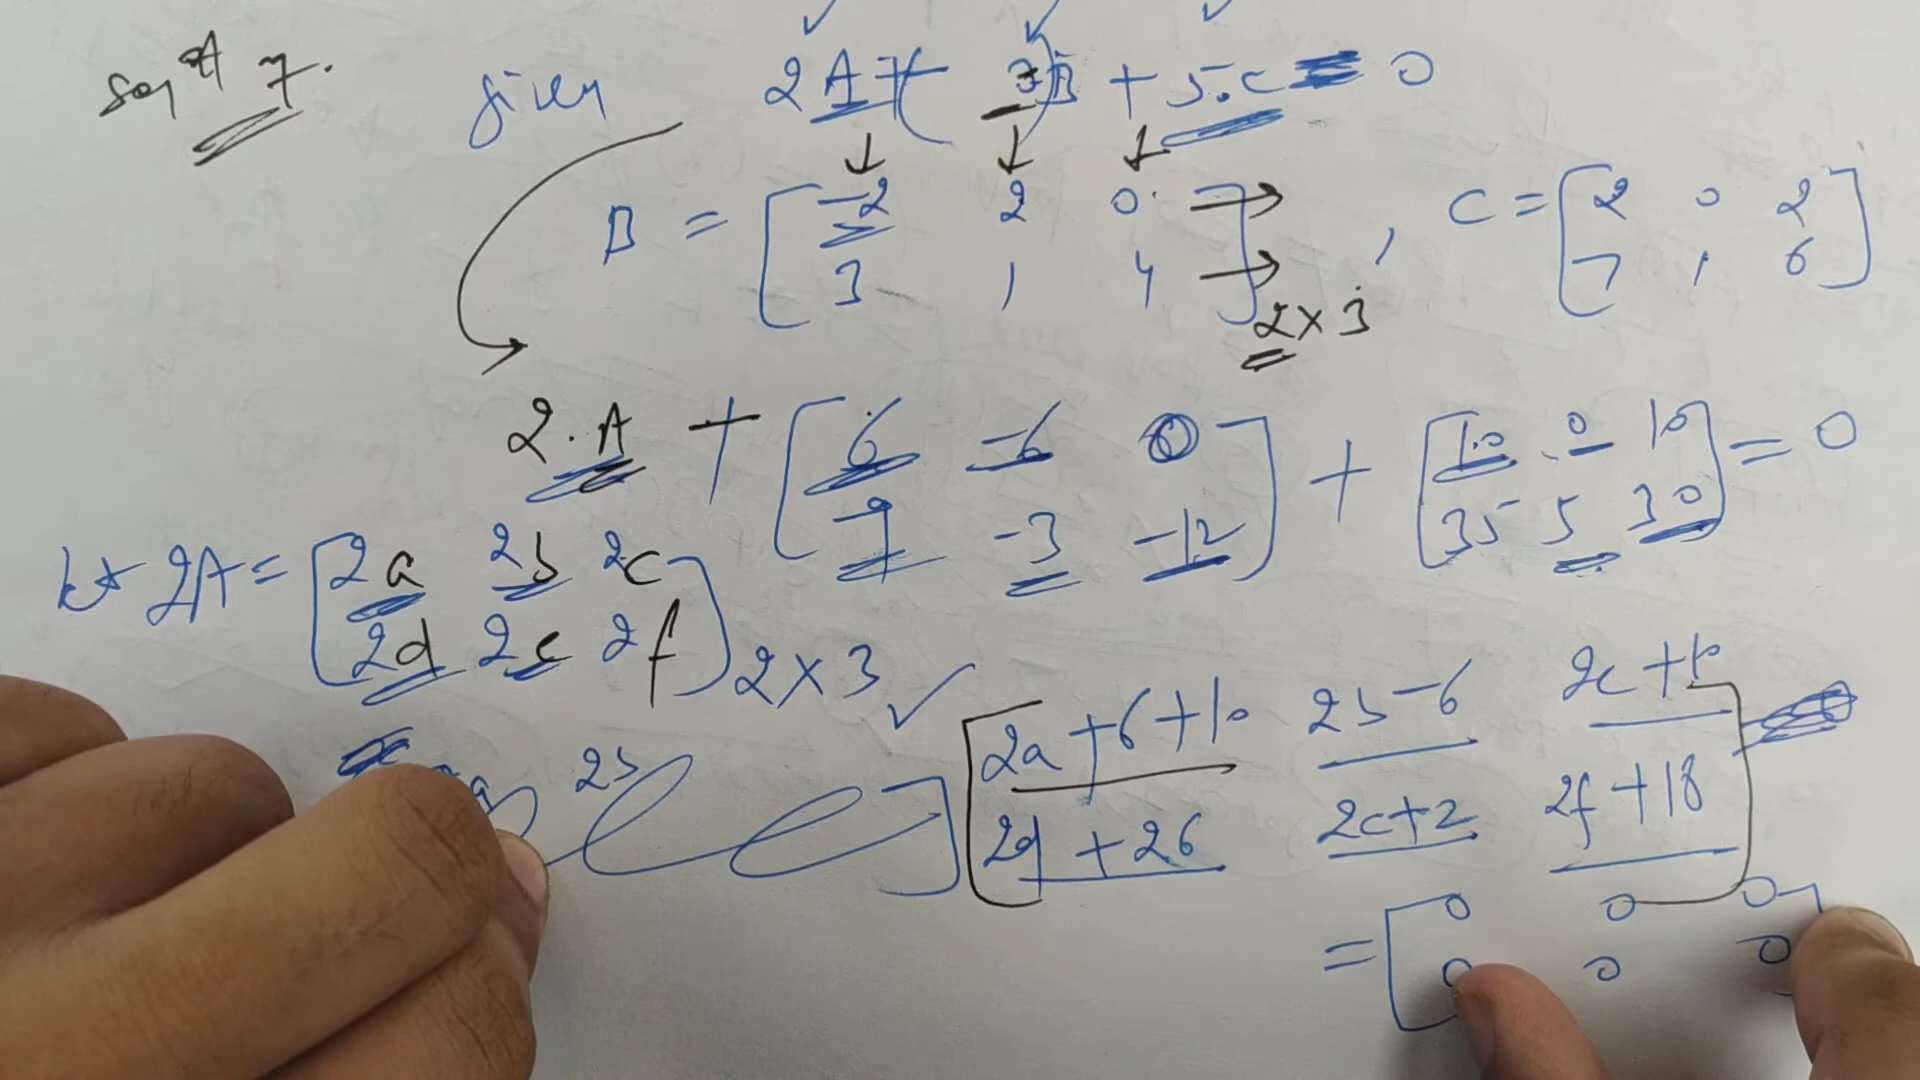 solⁿ 7. given 2A + (-3B) + 5.C = 0
B = [ -2 2 0
3 1 4 ] 2×3 , C = [ 2 0 2
7 1 6 ]
2.A + [ 6 -6 0
-9 -3 -12 ] + [ 10 0 10
35 5 30 ] = 0
let 2A = [ 2a 2b 2c
2d 2e 2f ] 2×3
2b
[ 2a+6+10 2b-6 2c+10
2d+26 2e+2 2f+18 ]
= [ 0 0 0
0 0 0 ]